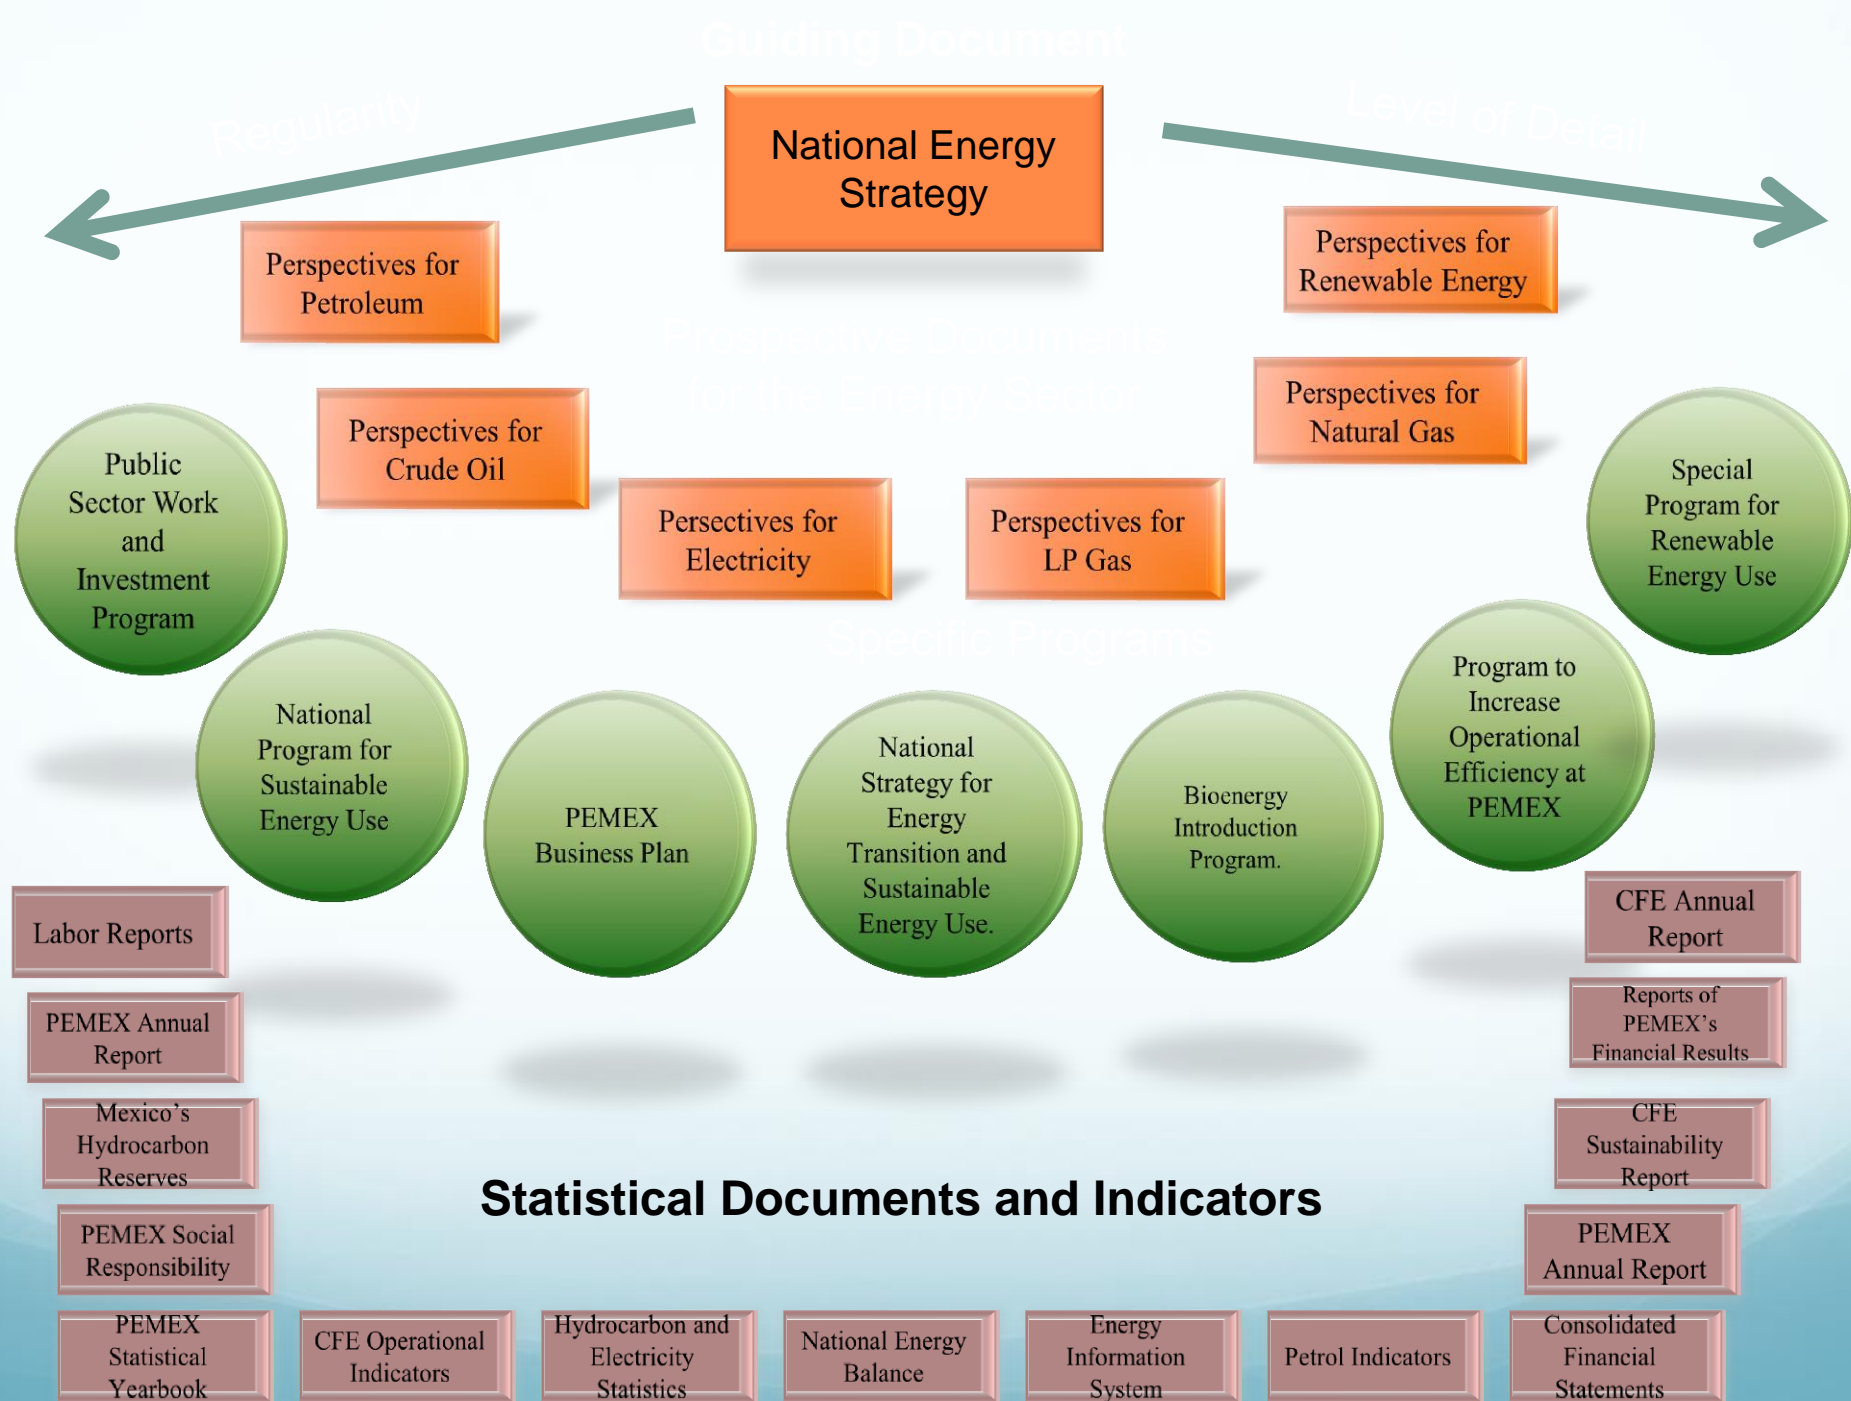 Guiding Document
Regularity
Level of Detail
National Energy
Strategy
Perspectives for
Petroleum
Perspectives for
Renewable Energy
Prospective Documents
for the Energy Sector
Perspectives for
Crude Oil
Perspectives for
Natural Gas
Persectives for
Electricity
Perspectives for
LP Gas
Specific Programs
Public
Sector Work
and
Investment
Program
National
Program for
Sustainable
Energy Use
PEMEX
Business Plan
National
Strategy for
Energy
Transition and
Sustainable
Energy Use.
Bioenergy
Introduction
Program.
Program to
Increase
Operational
Efficiency at
PEMEX
Special
Program for
Renewable
Energy Use
Labor Reports
PEMEX Annual
Report
Mexico’s
Hydrocarbon
Reserves
PEMEX Social
Responsibility
Statistical Documents and Indicators
CFE Annual
Report
Reports of
PEMEX’s
Financial Results
CFE
Sustainability
Report
PEMEX
Annual Report
PEMEX
Statistical
Yearbook
CFE Operational
Indicators
Hydrocarbon and
Electricity
Statistics
National Energy
Balance
Energy
Information
System
Petrol Indicators
Consolidated
Financial
Statements